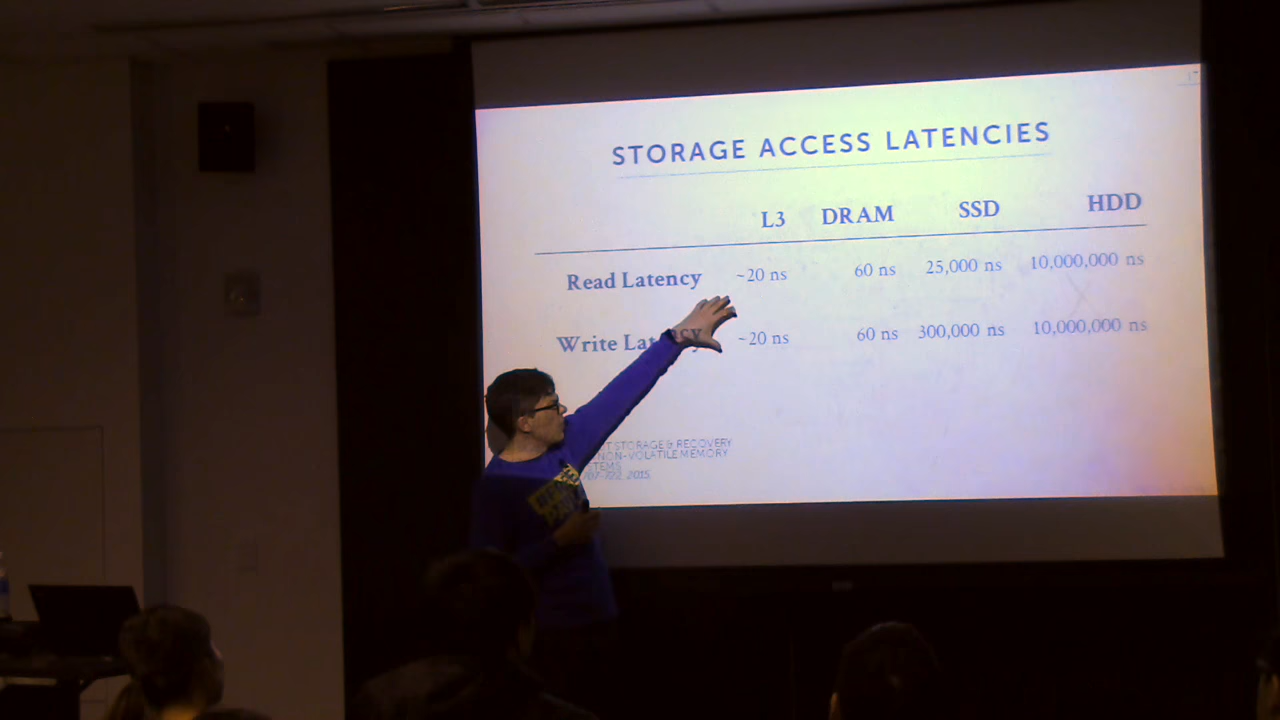 STORAGE ACCESS LATENCIES
L3 DRAM SSD HDD
Read Latency ~20 ns 60 ns 25,000 ns 10,000,000 ns
Write ~20 ns 60 ns 300,000 ns 10,000,000 ns
STORAGE & RECOVERY
NON-VOLATILE MEMORY
2015